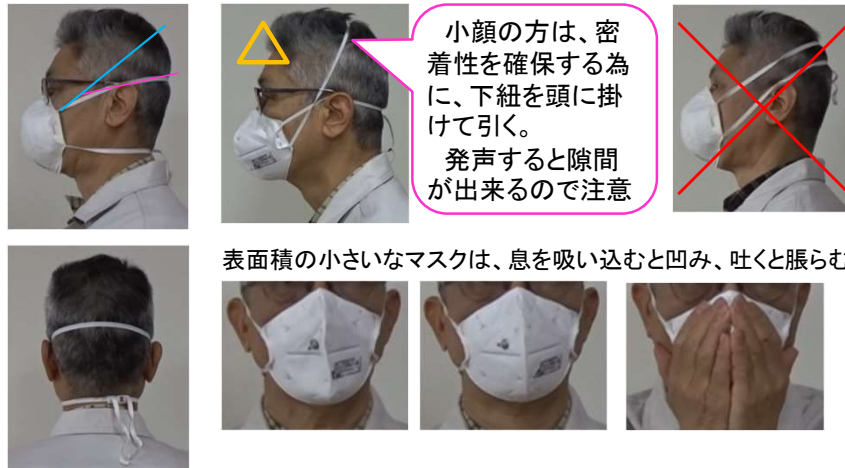 小顔の方は、密
着性を確保する為
に、下紐を頭に掛
けて引く。
発声すると隙間
が出来るので注意
表面積の小さいなマスクは、息を吸い込むと凹み、吐くと脹らむ